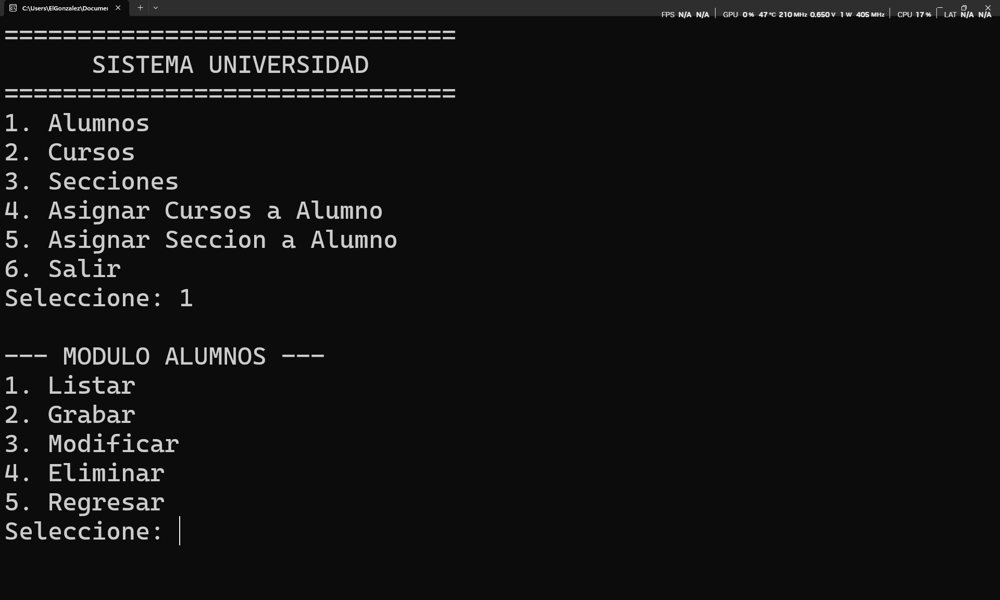 C:\Users\ElGonzalez\Documer
FPS N/A N/A | GPU 0% 47°C 210 MHz 0.650 V 1 W 405 MHz | CPU 17% | LAT N/A N/A
===============================
SISTEMA UNIVERSIDAD
===============================
1. Alumnos
2. Cursos
3. Secciones
4. Asignar Cursos a Alumno
5. Asignar Seccion a Alumno
6. Salir
Seleccione: 1
--- MODULO ALUMNOS ---
1. Listar
2. Grabar
3. Modificar
4. Eliminar
5. Regresar
Seleccione: